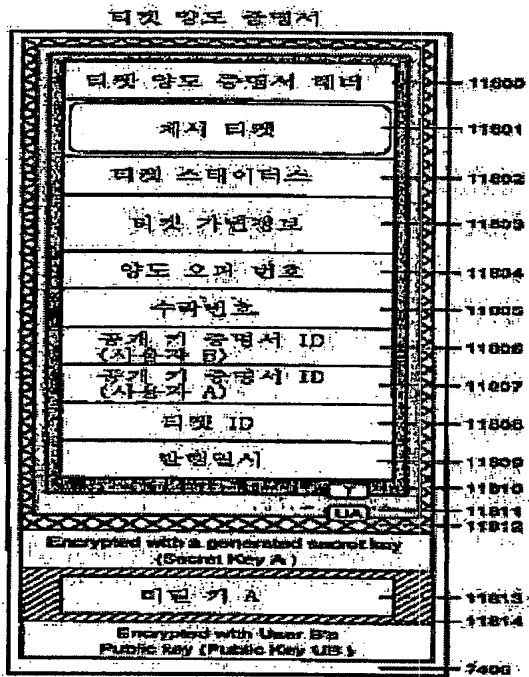 티켓 양도 증명서
티켓 양도 증명서 헤더 11800
제시 티켓 11801
티켓 스테이터스 11802
티켓 가변정보 11803
양도 오퍼 번호 11804
수락번호 11805
공개 키 증명서 ID
(사용자 B) 11806
공개 키 증명서 ID
(사용자 A) 11807
티켓 ID 11808
발행일시 11809
11810
UA 11811
11812
Encrypted with a generated secret key
(Secret Key A)
비밀 키 A 11813
11814
Encrypted with User B's
Public key (Public Key UB)
7400